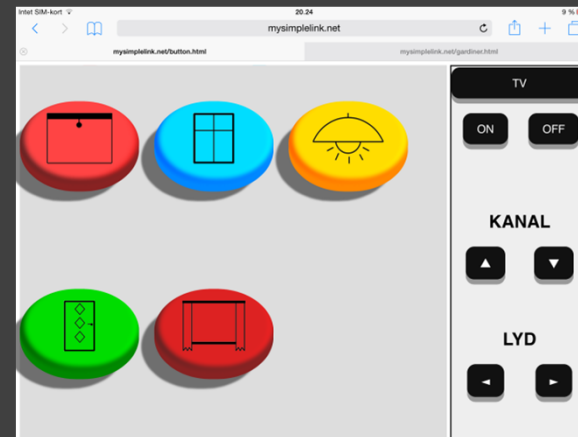 Intet SIM-kort
20.24
9 %
mysimplelink.net
mysimplelink.net/button.html
mysimplelink.net/gardiner.html
TV
ON
OFF
KANAL
LYD